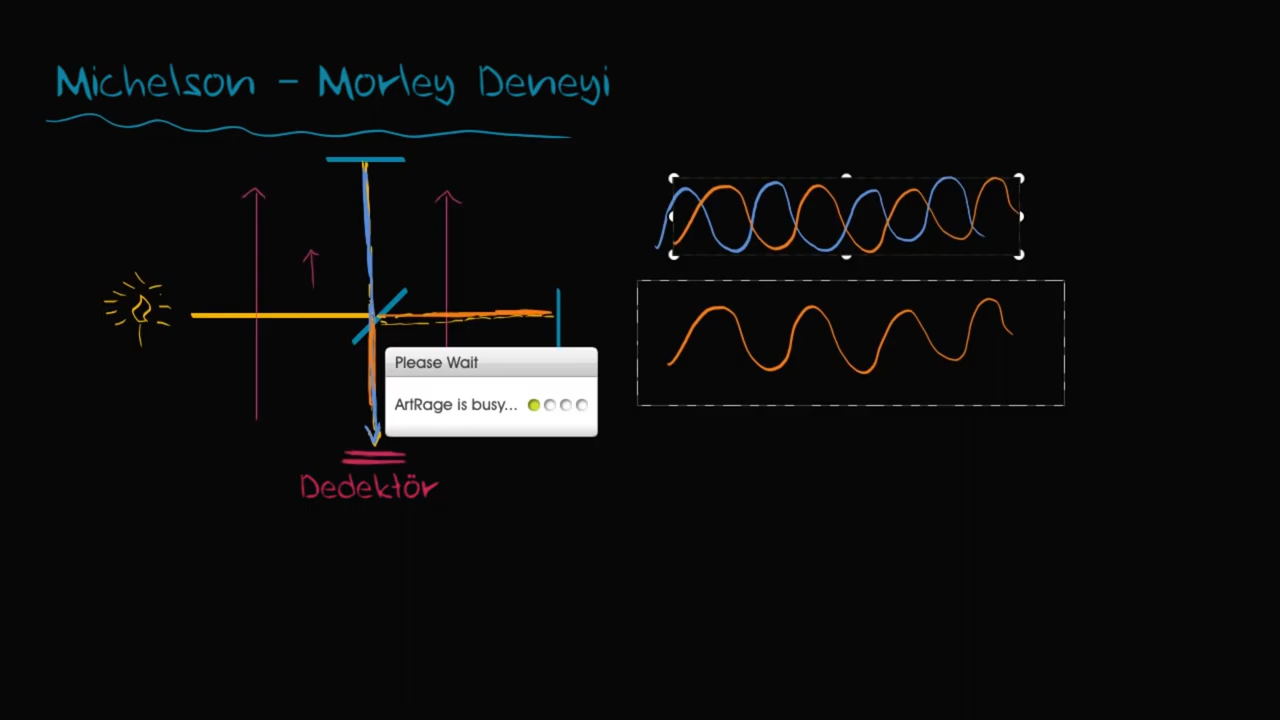 Michelson - Morley Deneyi
Please Wait
ArtRage is busy...
Dedektör